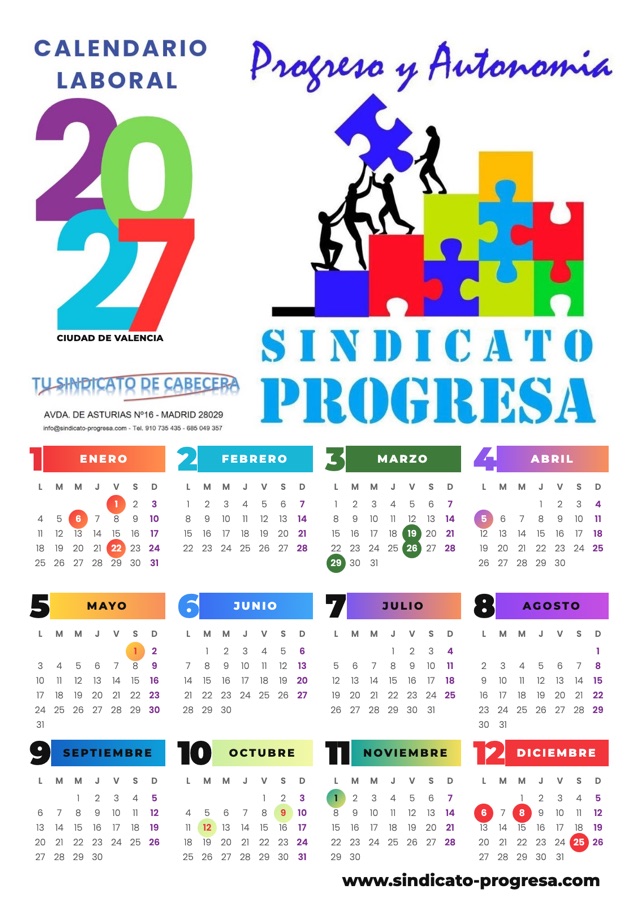 CALENDARIO
LABORAL
2027
CIUDAD DE VALENCIA
Progreso y Autonomía
SINDICATO
PROGRESA
TU SINDICATO DE CABECERA
AVDA. DE ASTURIAS Nº16 - MADRID 28029
info@sindicato-progresa.com - Tel. 910 735 435 - 685 049 357
1 ENERO
L M M J V S D
1 2 3
4 5 6 7 8 9 10
11 12 13 14 15 16 17
18 19 20 21 22 23 24
25 26 27 28 29 30 31
2 FEBRERO
L M M J V S D
1 2 3 4 5 6 7
8 9 10 11 12 13 14
15 16 17 18 19 20 21
22 23 24 25 26 27 28
3 MARZO
L M M J V S D
1 2 3 4 5 6 7
8 9 10 11 12 13 14
15 16 17 18 19 20 21
22 23 24 25 26 27 28
29 30 31
4 ABRIL
L M M J V S D
1 2 3 4
5 6 7 8 9 10 11
12 13 14 15 16 17 18
19 20 21 22 23 24 25
26 27 28 29 30
5 MAYO
L M M J V S D
1 2
3 4 5 6 7 8 9
10 11 12 13 14 15 16
17 18 19 20 21 22 23
24 25 26 27 28 29 30
31
6 JUNIO
L M M J V S D
1 2 3 4 5 6
7 8 9 10 11 12 13
14 15 16 17 18 19 20
21 22 23 24 25 26 27
28 29 30
7 JULIO
L M M J V S D
1 2 3 4
5 6 7 8 9 10 11
12 13 14 15 16 17 18
19 20 21 22 23 24 25
26 27 28 29 30 31
8 AGOSTO
L M M J V S D
1
2 3 4 5 6 7 8
9 10 11 12 13 14 15
16 17 18 19 20 21 22
23 24 25 26 27 28 29
30 31
9 SEPTIEMBRE
L M M J V S D
1 2 3 4 5
6 7 8 9 10 11 12
13 14 15 16 17 18 19
20 21 22 23 24 25 26
27 28 29 30
10 OCTUBRE
L M M J V S D
1 2 3
4 5 6 7 8 9 10
11 12 13 14 15 16 17
18 19 20 21 22 23 24
25 26 27 28 29 30 31
11 NOVIEMBRE
L M M J V S D
1 2 3 4 5 6 7
8 9 10 11 12 13 14
15 16 17 18 19 20 21
22 23 24 25 26 27 28
29 30
12 DICIEMBRE
L M M J V S D
1 2 3 4 5
6 7 8 9 10 11 12
13 14 15 16 17 18 19
20 21 22 23 24 25 26
27 28 29 30 31
www.sindicato-progresa.com